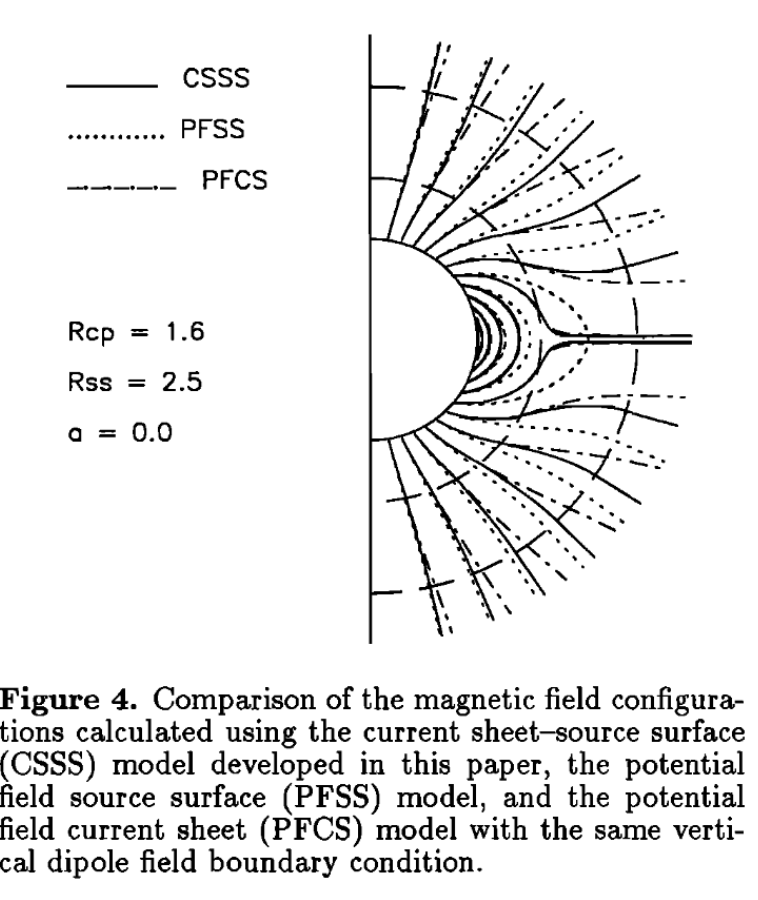 CSSS
PFSS
PFCS
Rcp = 1.6
Rss = 2.5
a = 0.0
Figure 4. Comparison of the magnetic field configura-
tions calculated using the current sheet–source surface
(CSSS) model developed in this paper, the potential
field source surface (PFSS) model, and the potential
field current sheet (PFCS) model with the same verti-
cal dipole field boundary condition.